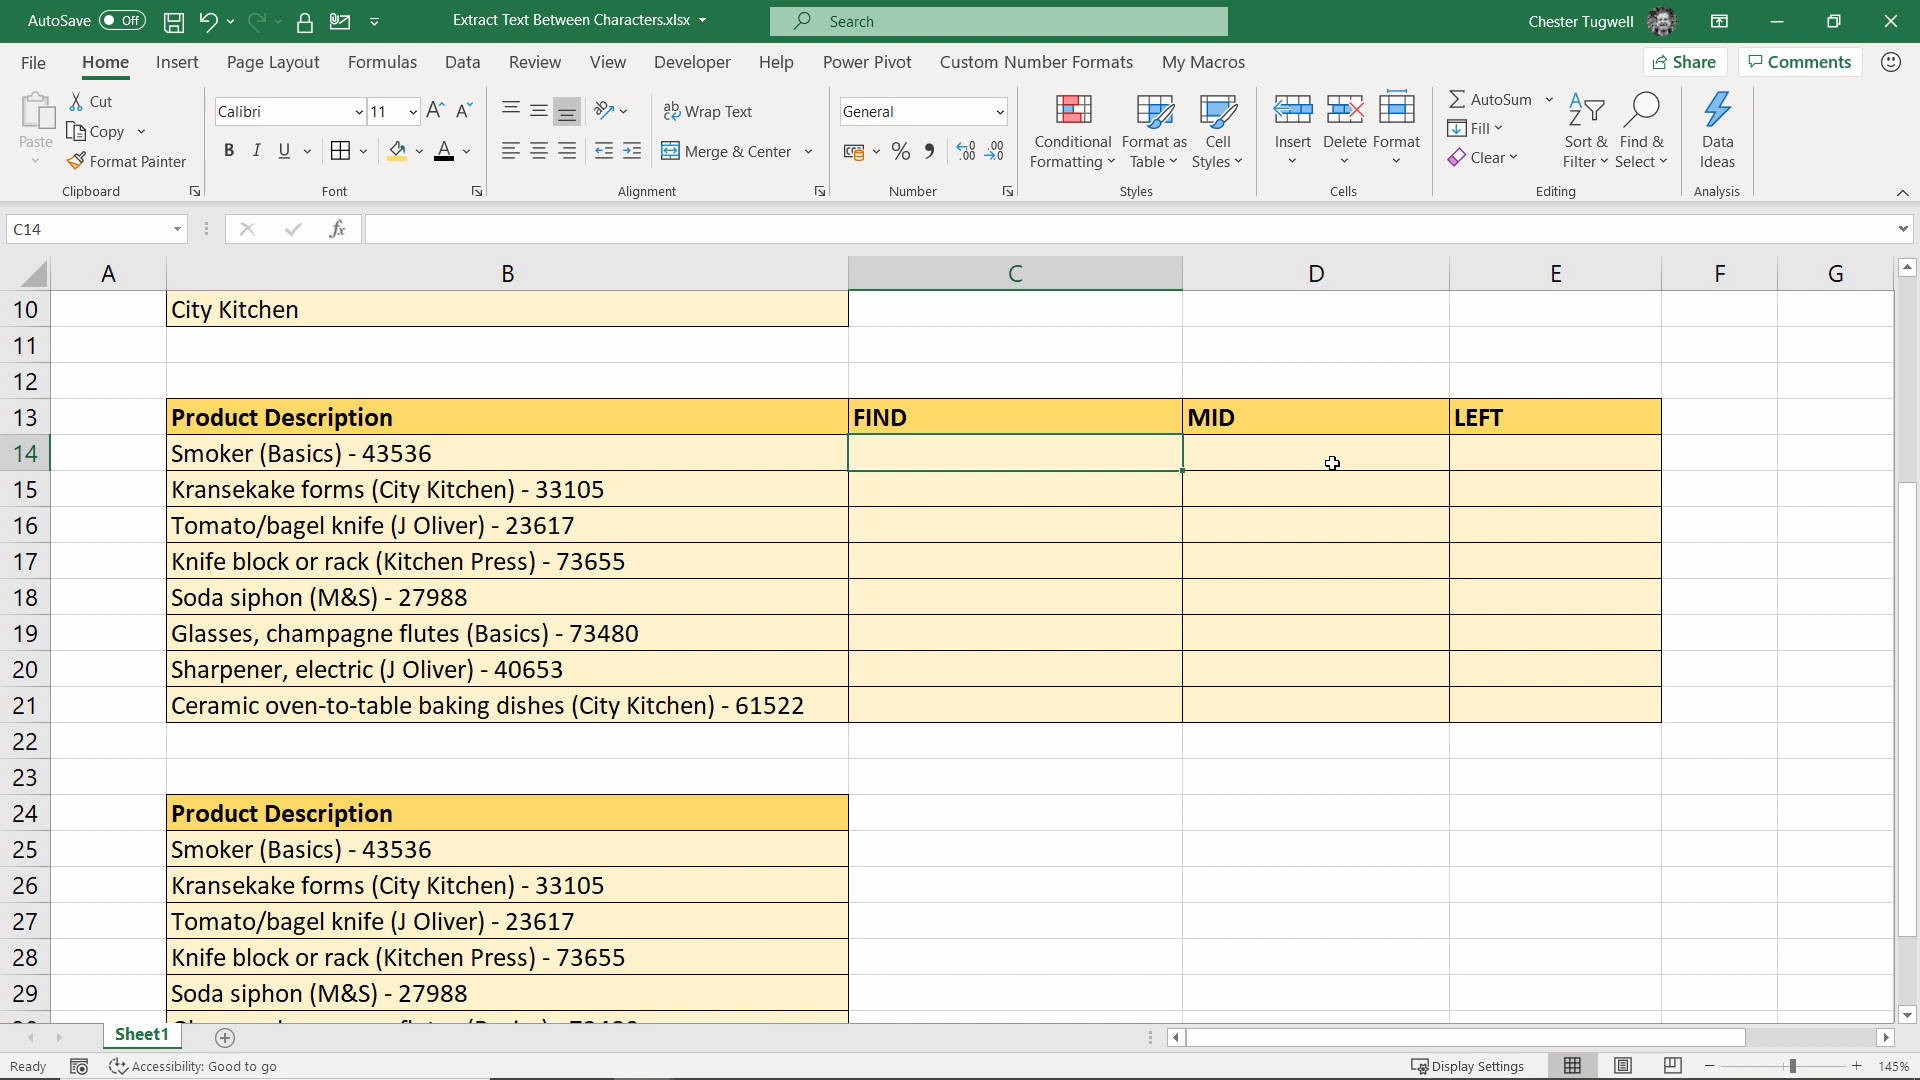 AutoSave Off Extract Text Between Characters.xlsx Search Chester Tugwell
File Home Insert Page Layout Formulas Data Review View Developer Help Power Pivot Custom Number Formats My Macros Share Comments
Paste Cut Copy Format Painter
Calibri 11
B I U A
ab Wrap Text
Merge & Center
General
% 
Conditional Formatting Format as Table Cell Styles
Insert Delete Format
AutoSum Fill Clear
Sort & Filter Find & Select
Data Ideas
Clipboard Font Alignment Number Styles Cells Editing Analysis
C14 fx
A B C D E F G
10 City Kitchen
11
12
13 Product Description FIND MID LEFT
14 Smoker (Basics) - 43536
15 Kransekake forms (City Kitchen) - 33105
16 Tomato/bagel knife (J Oliver) - 23617
17 Knife block or rack (Kitchen Press) - 73655
18 Soda siphon (M&S) - 27988
19 Glasses, champagne flutes (Basics) - 73480
20 Sharpener, electric (J Oliver) - 40653
21 Ceramic oven-to-table baking dishes (City Kitchen) - 61522
22
23
24 Product Description
25 Smoker (Basics) - 43536
26 Kransekake forms (City Kitchen) - 33105
27 Tomato/bagel knife (J Oliver) - 23617
28 Knife block or rack (Kitchen Press) - 73655
29 Soda siphon (M&S) - 27988
Sheet1
Ready Accessibility: Good to go Display Settings 145%